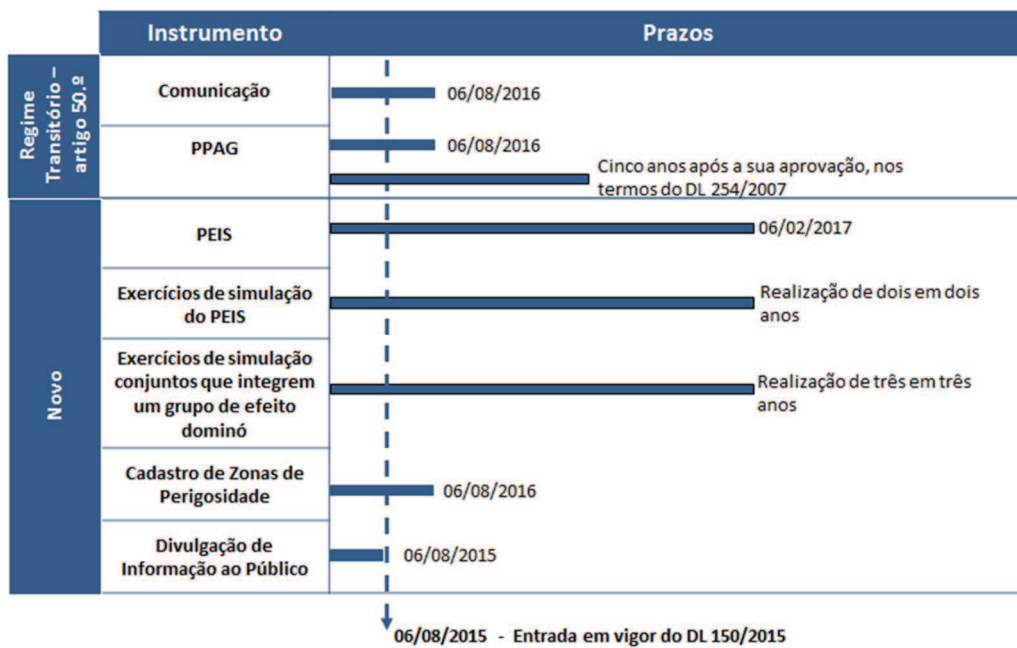 Instrumento
Prazos
Regime
Transitório –
artigo 50.º
Comunicação
06/08/2016
PPAG
06/08/2016
Cinco anos após a sua aprovação, nos
termos do DL 254/2007
Novo
PEIS
06/02/2017
Exercícios de simulação
do PEIS
Realização de dois em dois
anos
Exercícios de simulação
conjuntos que integrem
um grupo de efeito
dominó
Realização de três em três
anos
Cadastro de Zonas de
Perigosidade
06/08/2016
Divulgação de
Informação ao Público
06/08/2015
06/08/2015 - Entrada em vigor do DL 150/2015